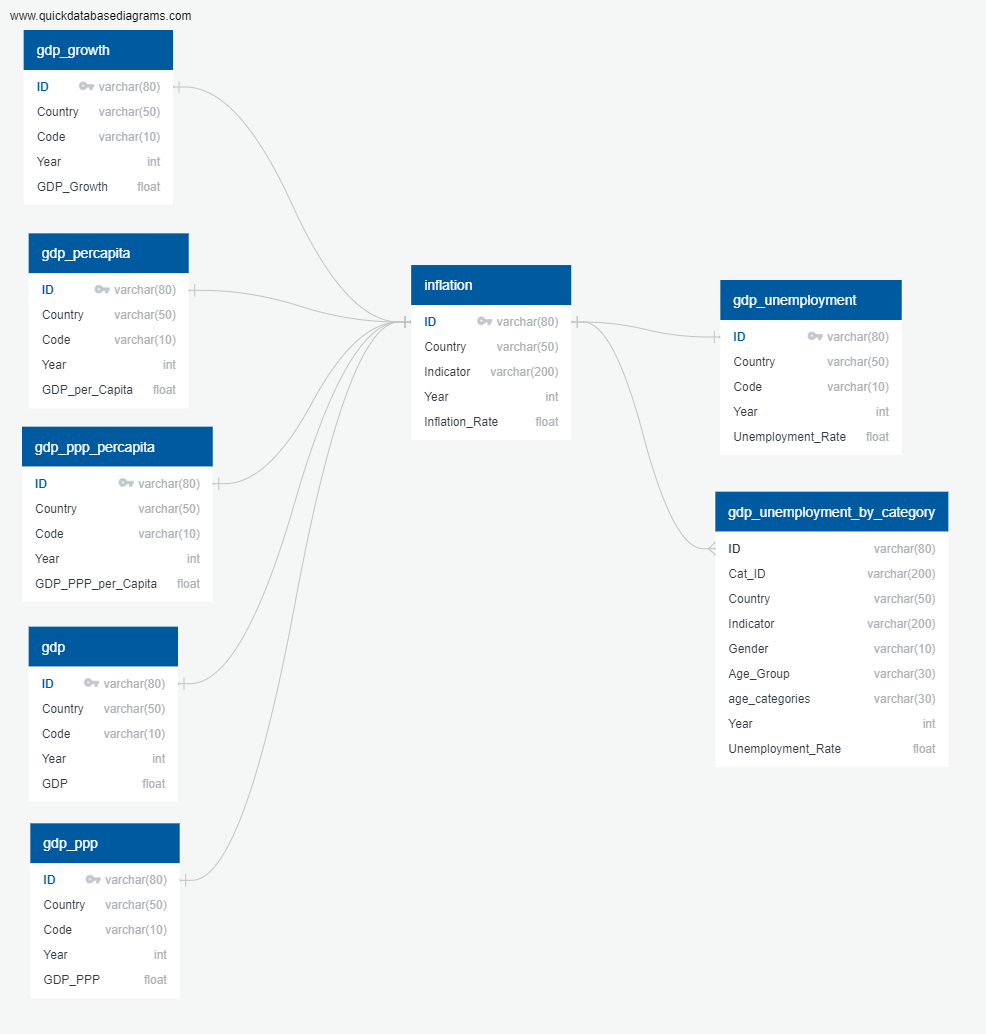 www.quickdatabasediagrams.com
gdp_growth
ID varchar(80)
Country varchar(50)
Code varchar(10)
Year int
GDP_Growth float
gdp_percapita
ID varchar(80)
Country varchar(50)
Code varchar(10)
Year int
GDP_per_Capita float
gdp_ppp_percapita
ID varchar(80)
Country varchar(50)
Code varchar(10)
Year int
GDP_PPP_per_Capita float
gdp
ID varchar(80)
Country varchar(50)
Code varchar(10)
Year int
GDP float
gdp_ppp
ID varchar(80)
Country varchar(50)
Code varchar(10)
Year int
GDP_PPP float
inflation
ID varchar(80)
Country varchar(50)
Indicator varchar(200)
Year int
Inflation_Rate float
gdp_unemployment
ID varchar(80)
Country varchar(50)
Code varchar(10)
Year int
Unemployment_Rate float
gdp_unemployment_by_category
ID varchar(80)
Cat_ID varchar(200)
Country varchar(50)
Indicator varchar(200)
Gender varchar(10)
Age_Group varchar(30)
age_categories varchar(30)
Year int
Unemployment_Rate float